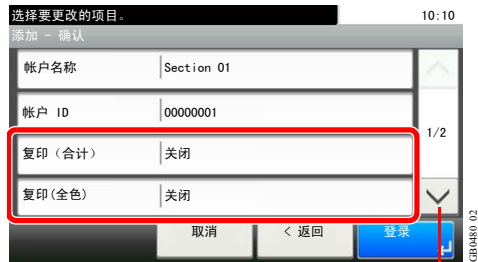 选择要更改的项目。 10:10
添加 - 确认
帐户名称 Section 01
帐户 ID 00000001
1/2
复印（合计） 关闭
复印(全色) 关闭
取消 < 返回 登录
GB0480_02